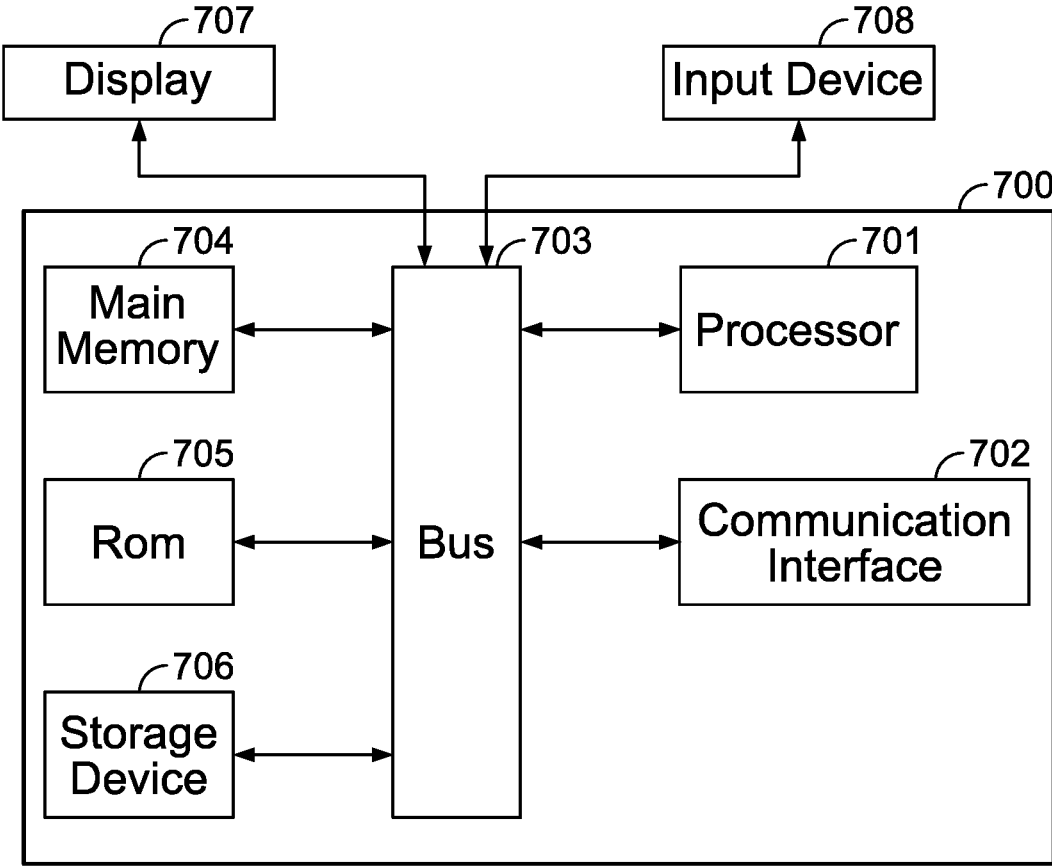 707
Display
708
Input Device
700
704
Main
Memory
703
Bus
701
Processor
705
Rom
702
Communication
Interface
706
Storage
Device